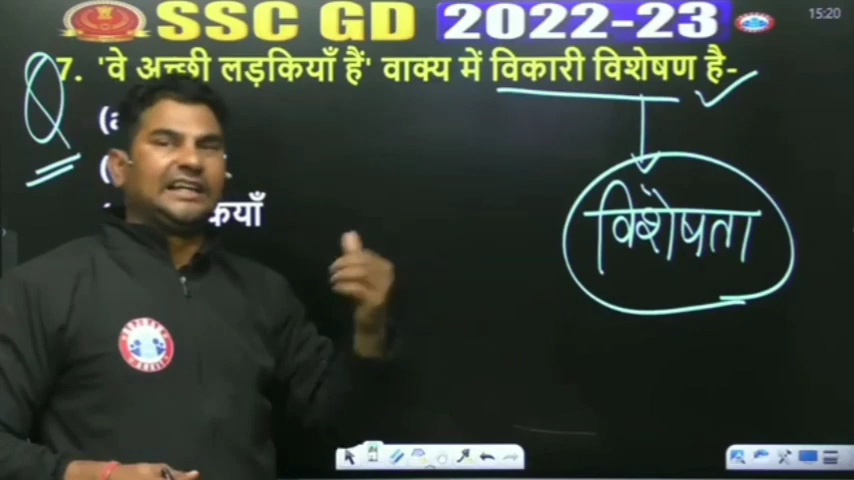 SSC GD 2022-23
15:20
7. 'वे अच्छी लड़कियाँ हैं' वाक्य में विकारी विशेषण है-
विशेषता